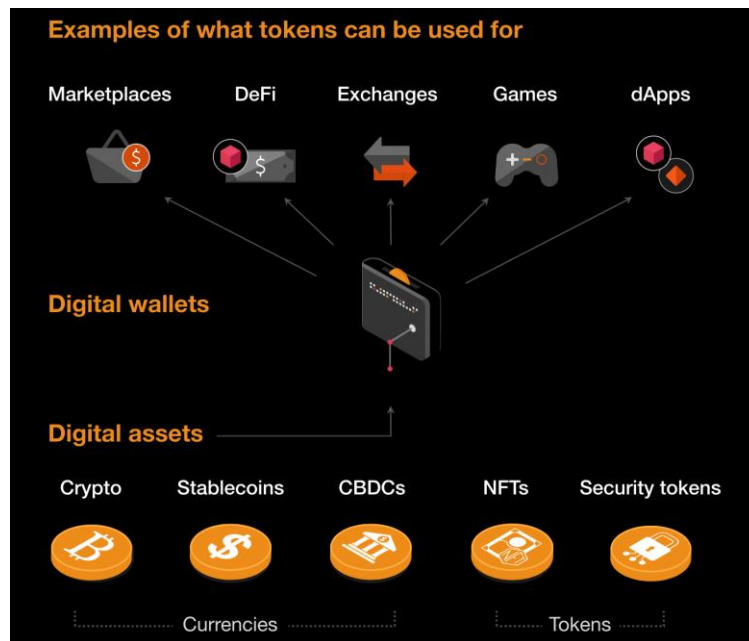 Examples of what tokens can be used for
Marketplaces DeFi Exchanges Games dApps
$ $
Digital wallets
Digital assets
Crypto Stablecoins CBDCs NFTs Security tokens
$ $
Currencies Tokens